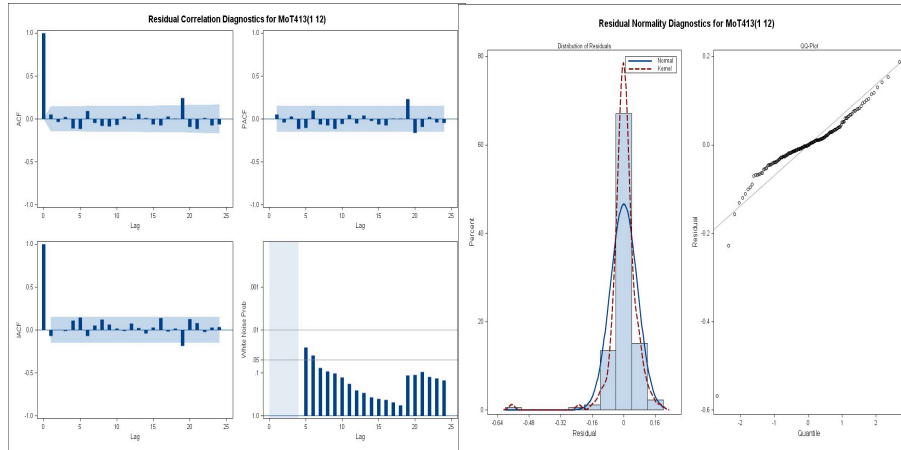 Residual Correlation Diagnostics for MoT413(1 12)
1.0
0.5
0.0
-0.5
-1.0
ACF
0 5 10 15 20 25
Lag
1.0
0.5
0.0
-0.5
-1.0
PACF
0 5 10 15 20 25
Lag
1.0
0.5
0.0
-0.5
-1.0
IACF
0 5 10 15 20 25
Lag
.001
.01
.05
.1
1.0
White Noise Prob
0 5 10 15 20 25
Lag
Residual Normality Diagnostics for MoT413(1 12)
Distribution of Residuals
Normal
Kernel
80
60
40
20
0
Percent
-0.64 -0.48 -0.32 -0.16 0 0.16
Residual
QQ-Plot
0.2
0.0
-0.2
-0.4
-0.6
Residual
-2 -1 0 1 2
Quantile